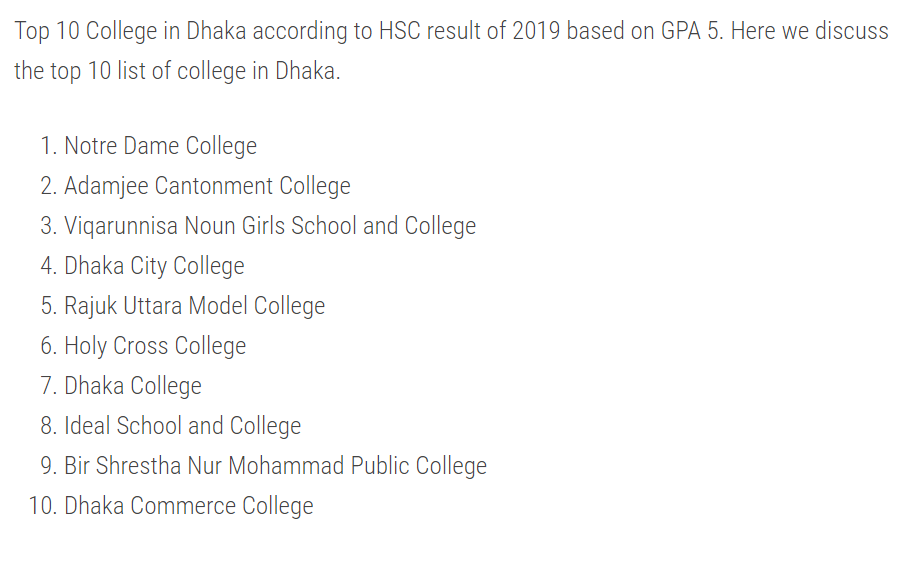 Top 10 College in Dhaka according to HSC result of 2019 based on GPA 5. Here we discuss
the top 10 list of college in Dhaka.
1. Notre Dame College
2. Adamjee Cantonment College
3. Viqarunnisa Noun Girls School and College
4. Dhaka City College
5. Rajuk Uttara Model College
6. Holy Cross College
7. Dhaka College
8. Ideal School and College
9. Bir Shrestha Nur Mohammad Public College
10. Dhaka Commerce College